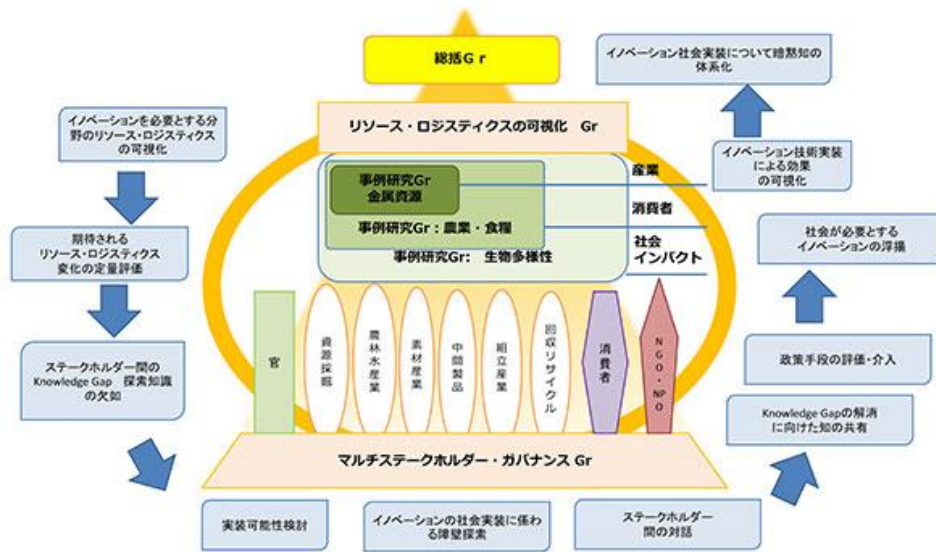 総括Ｇｒ
イノベーション社会実装について暗黙知の
体系化
イノベーションを必要とする分
野のリソース・ロジスティクス
の可視化
リソース・ロジスティクスの可視化　Gr
イノベーション技術実装
による効果
の可視化
事例研究Gr
金属資源
産業
事例研究Gr：農業・食糧
消費者
事例研究Gr:　生物多様性
社会
インパクト
期待される
リソース・ロジスティクス
変化の定量評価
社会が必要とする
イノベーションの浮揚
ステークホルダー間の
Knowledge Gap　探索知識
の欠如
官
資源採掘
農林水産業
素材産業
中間製品
組立産業
回収リサイクル
消費者
NGO・NPO
政策手段の評価・介入
Knowledge Gapの解消
に向けた知の共有
マルチステークホルダー・ガバナンス Gr
実装可能性検討
イノベーションの社会実装に係わ
る障壁探索
ステークホルダー
間の対話